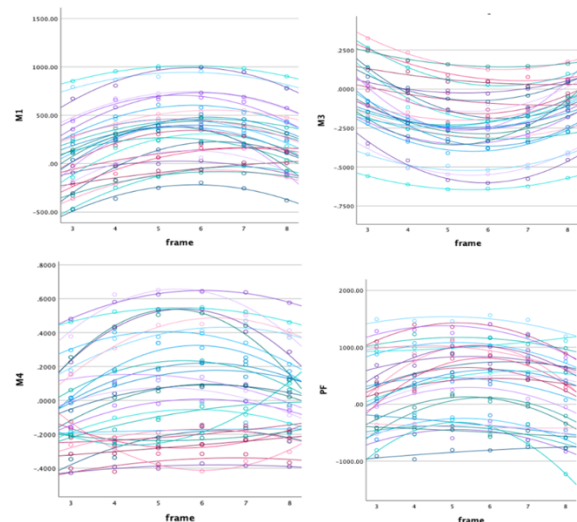 1500.00
1000.00
500.00
.00
-500.00
M1
3 4 5 6 7 8
frame
.2500
.0000
-.2500
-.5000
-.7500
M3
3 4 5 6 7 8
frame
.8000
.6000
.4000
.2000
.0000
-.2000
-.4000
M4
3 4 5 6 7 8
frame
2000.00
1000.00
.00
-1000.00
PF
3 4 5 6 7 8
frame